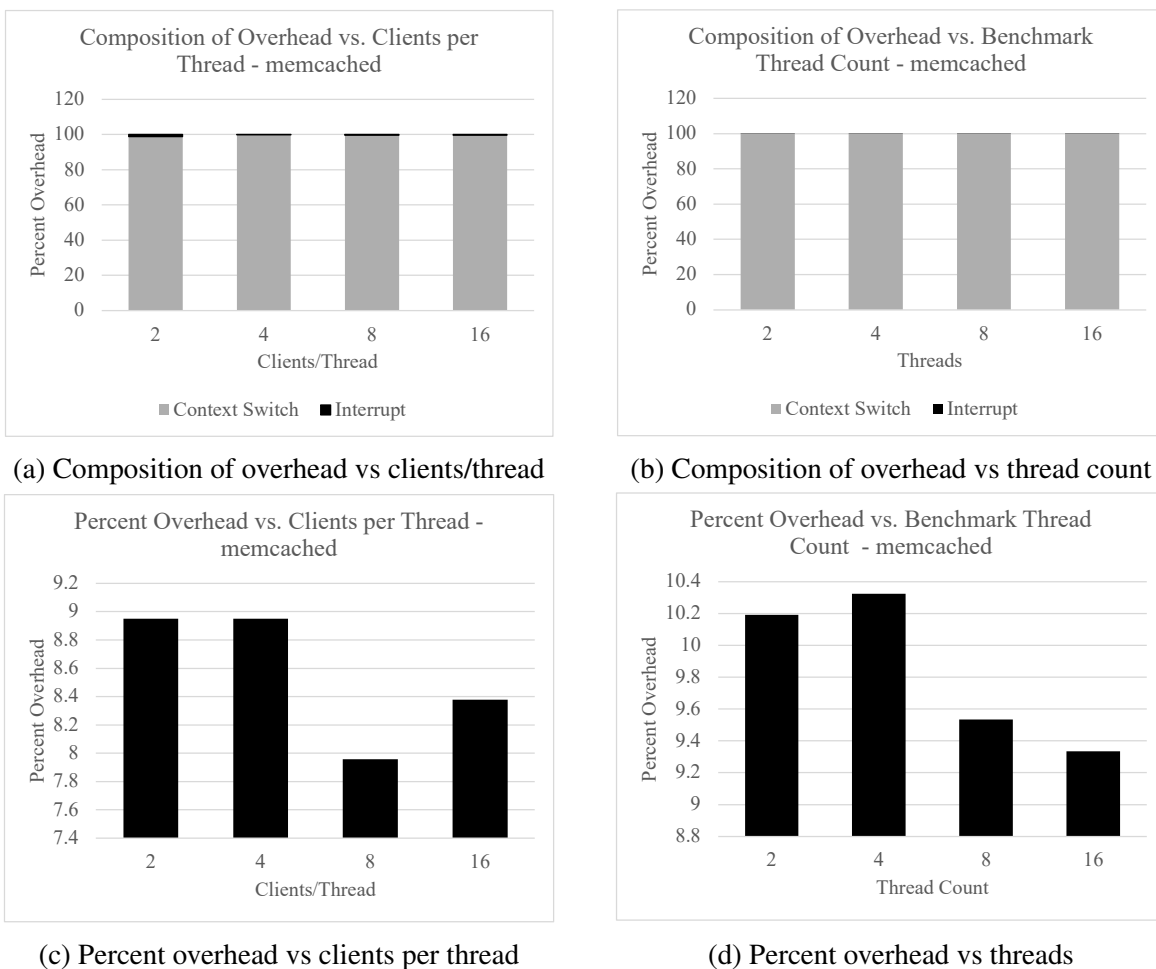 Composition of Overhead vs. Clients per
Thread - memcached
120
100
80
60
40
20
0
Percent Overhead
2 4 8 16
Clients/Thread
Context Switch Interrupt
(a) Composition of overhead vs clients/thread
Composition of Overhead vs. Benchmark
Thread Count - memcached
120
100
80
60
40
20
0
Percent Overhead
2 4 8 16
Threads
Context Switch Interrupt
(b) Composition of overhead vs thread count
Percent Overhead vs. Clients per Thread -
memcached
9.2
9
8.8
8.6
8.4
8.2
8
7.8
7.6
7.4
Percent Overhead
2 4 8 16
Clients/Thread
(c) Percent overhead vs clients per thread
Percent Overhead vs. Benchmark Thread
Count - memcached
10.4
10.2
10
9.8
9.6
9.4
9.2
9
8.8
Percent Overhead
2 4 8 16
Thread Count
(d) Percent overhead vs threads